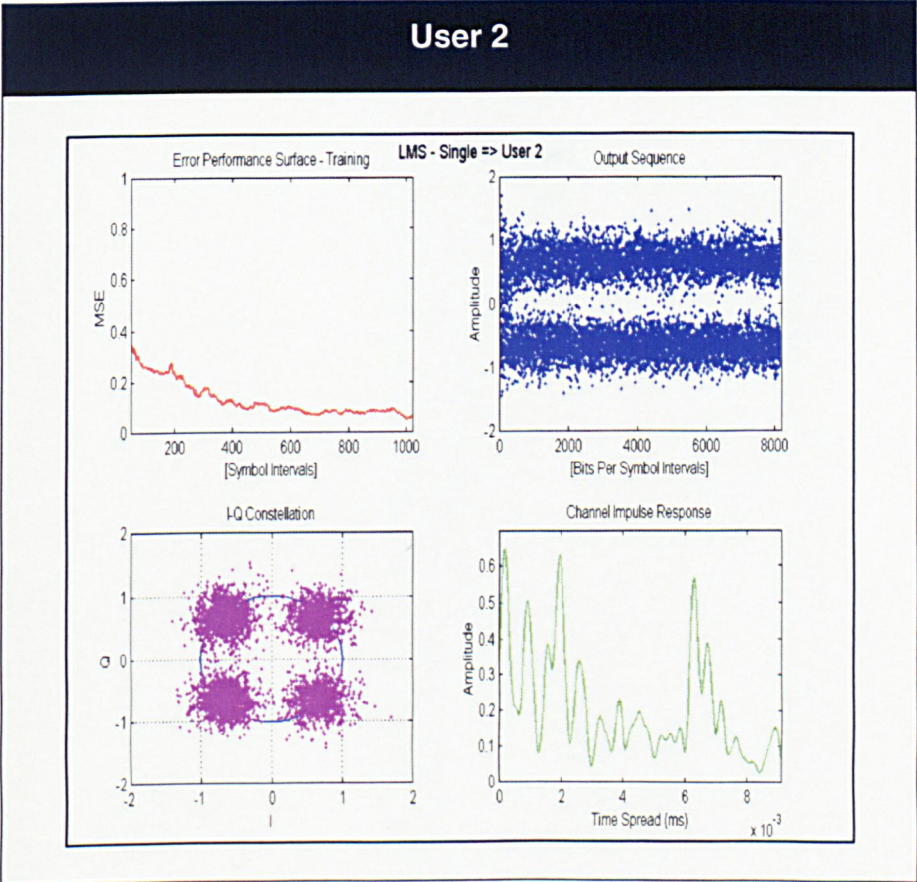 User 2
LMS - Single => User 2
Error Performance Surface - Training
1
0.8
0.6
0.4
0.2
0
MSE
200 400 600 800 1000
[Symbol Intervals]
Output Sequence
2
1
0
-1
-2
Amplitude
0 2000 4000 6000 8000
[Bits Per Symbol Intervals]
I-Q Constellation
2
1
0
-1
-2
Q
-2 -1 0 1 2
I
Channel Impulse Response
0.6
0.5
0.4
0.3
0.2
0.1
0
Amplitude
0 2 4 6 8
Time Spread (ms)
x 10^-3